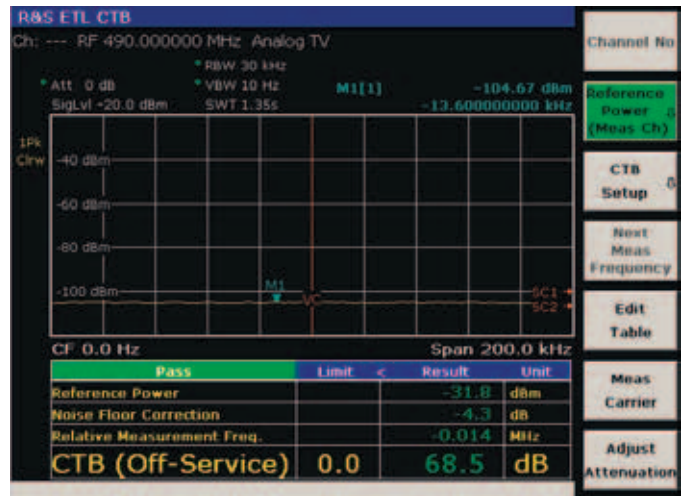 R&S ETL CTB
Ch: --- RF 490.000000 MHz Analog TV
* RBW 30 kHz
* Att 0 dB * VBW 10 Hz M1[1] -104.67 dBm
SigLvl -20.0 dBm SWT 1.35s -13.600000000 kHz
1Pk
Clrw
-40 dBm
-60 dBm
-80 dBm
-100 dBm
M1
VC
SC1
SC2
CF 0.0 Hz Span 200.0 kHz
Pass Limit < Result Unit
Reference Power -31.8 dBm
Noise Floor Correction -4.3 dB
Relative Measurement Freq. -0.014 MHz
CTB (Off-Service) 0.0 68.5 dB
Channel No
Reference
Power
(Meas Ch)
CTB
Setup
Next
Meas
Frequency
Edit
Table
Meas
Carrier
Adjust
Attenuation